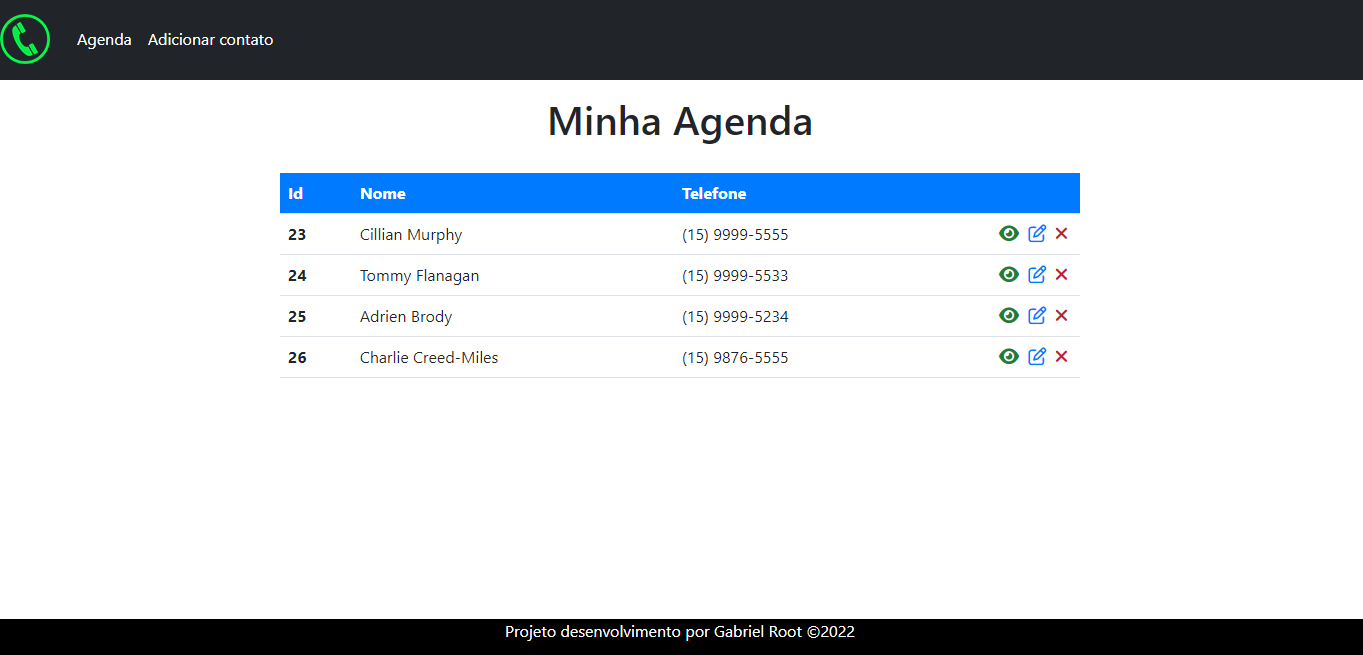 Agenda Adicionar contato
Minha Agenda
Id Nome Telefone
23 Cillian Murphy (15) 9999-5555
24 Tommy Flanagan (15) 9999-5533
25 Adrien Brody (15) 9999-5234
26 Charlie Creed-Miles (15) 9876-5555
Projeto desenvolvimento por Gabriel Root ©2022